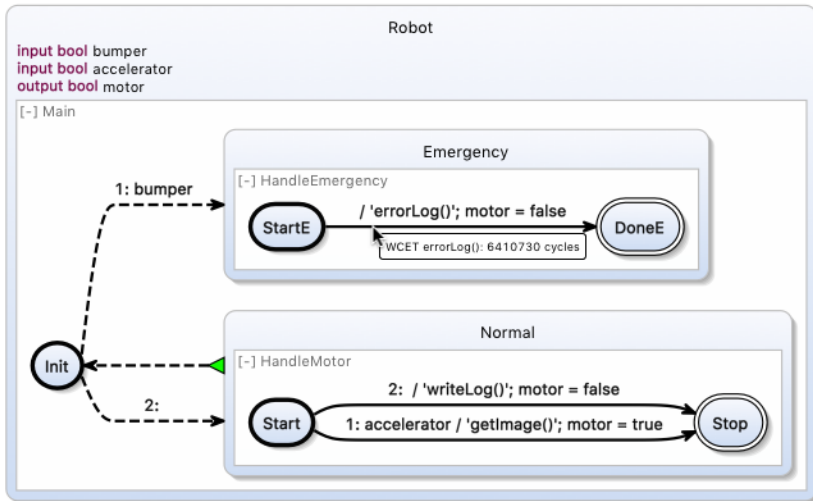 Robot
input bool bumper
input bool accelerator
output bool motor
[-] Main
Emergency
[-] HandleEmergency
1: bumper
/ 'errorLog()'; motor = false
StartE
DoneE
WCET errorLog(): 6410730 cycles
Normal
[-] HandleMotor
Init
2: / 'writeLog()'; motor = false
2:
Start
1: accelerator / 'getImage()'; motor = true
Stop